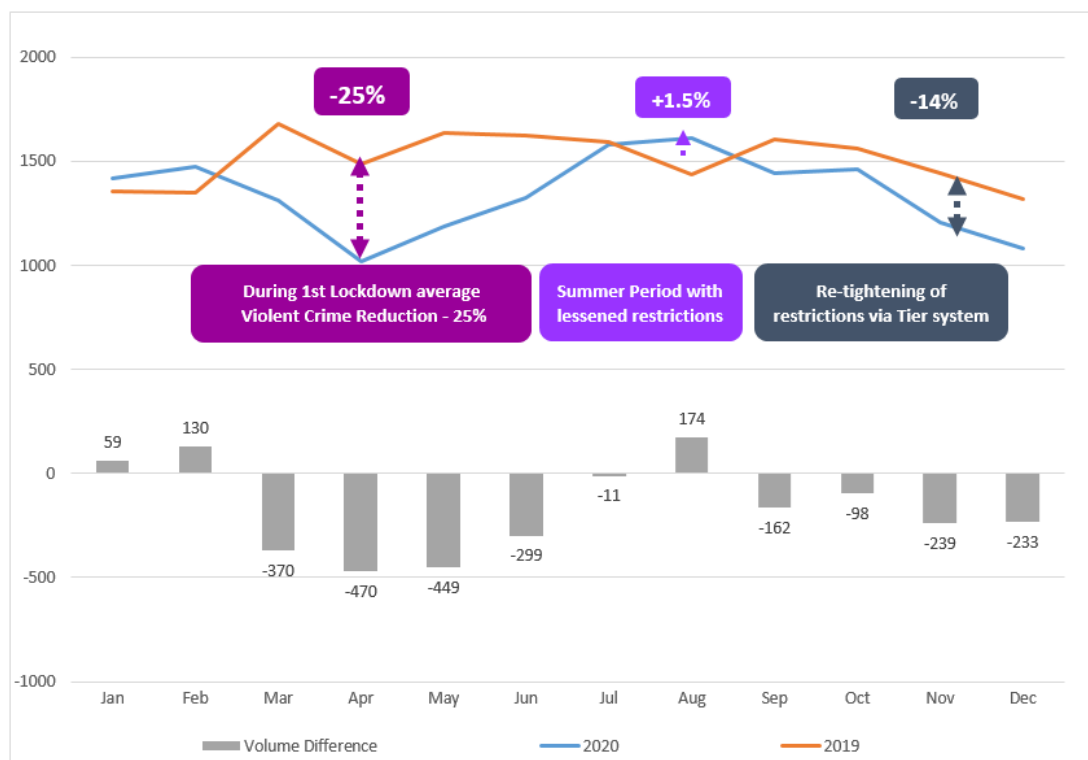 2000
-25%
+1.5%
-14%
1500
1000
During 1st Lockdown average
Violent Crime Reduction - 25%
Summer Period with
lessened restrictions
Re-tightening of
restrictions via Tier system
500
59
130
174
0
-11
-98
-162
-239
-233
-299
-370
-470
-449
-500
-1000
Jan Feb Mar Apr May Jun Jul Aug Sep Oct Nov Dec
Volume Difference 2020 2019